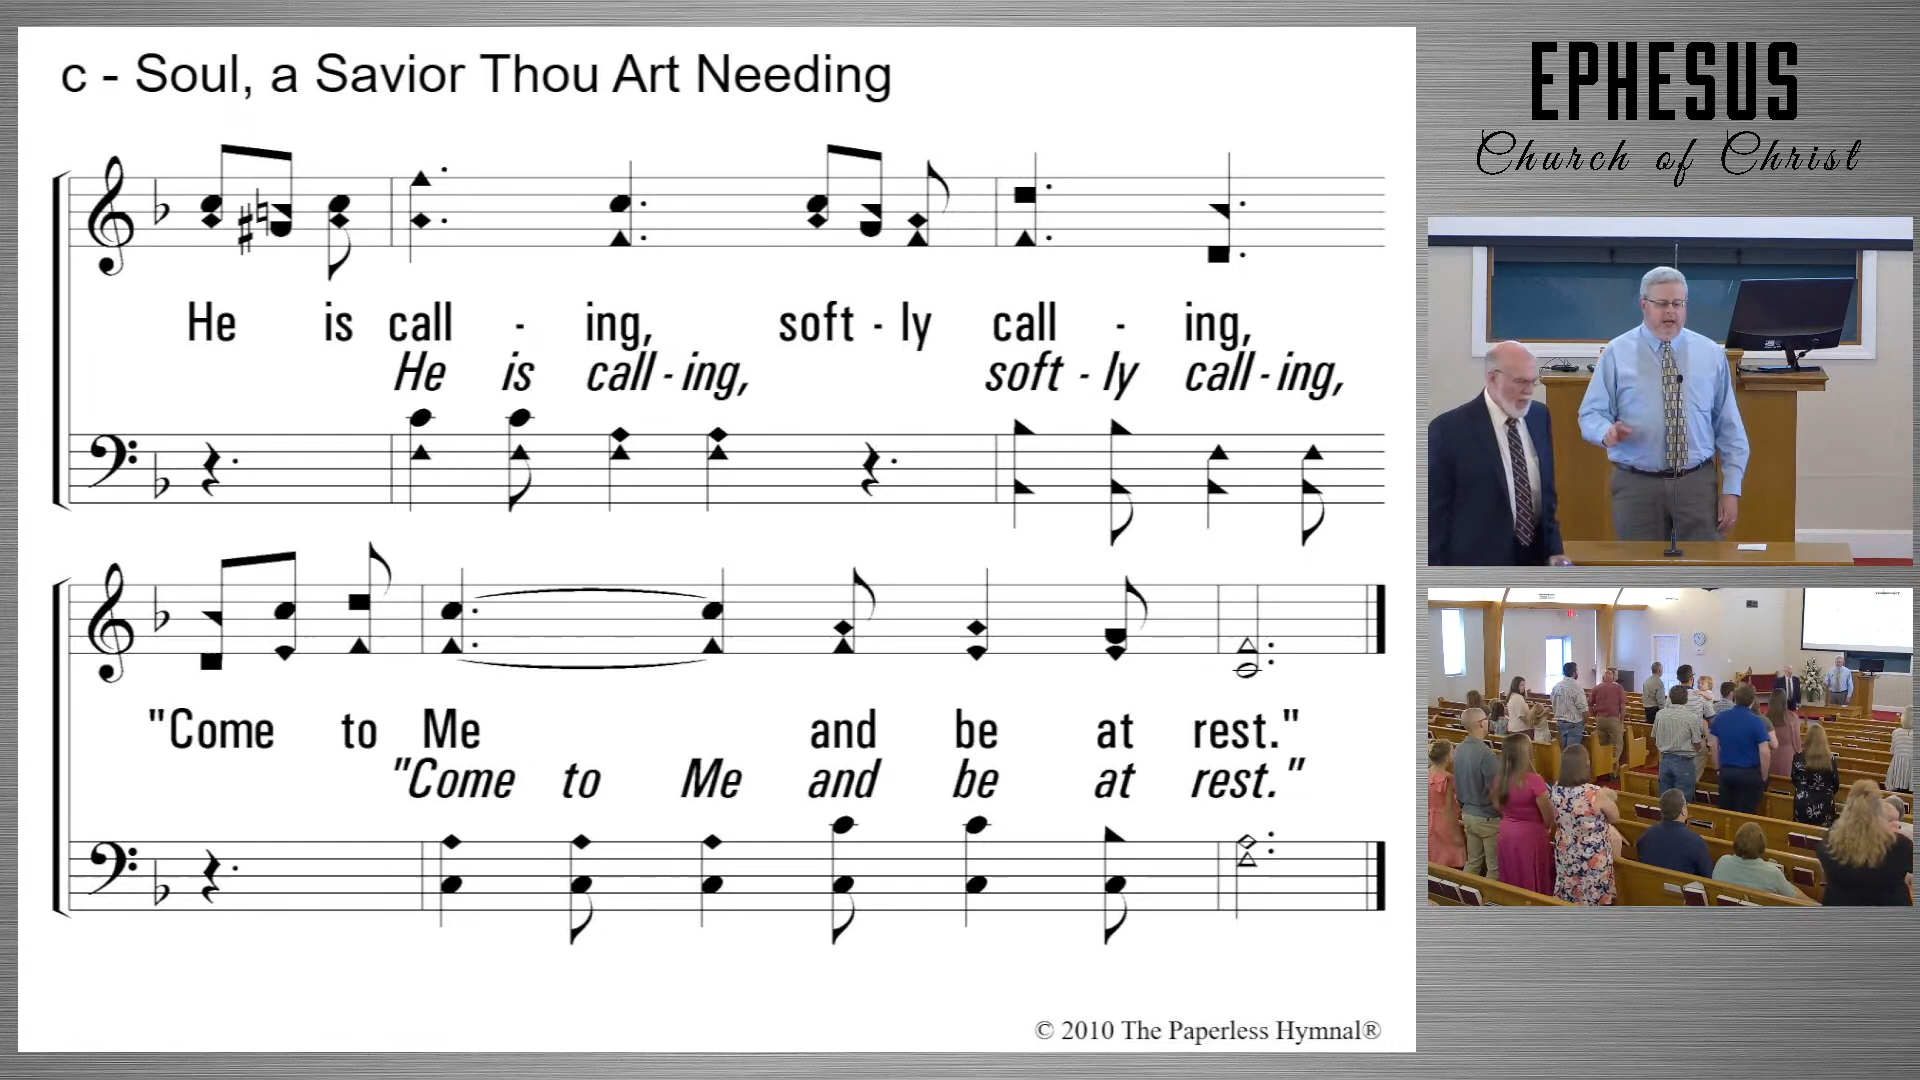 c - Soul, a Savior Thou Art Needing
He is call - ing, soft - ly call - ing,
He is call - ing, soft - ly call - ing,
"Come to Me and be at rest."
"Come to Me and be at rest."
© 2010 The Paperless Hymnal®
EPHESUS
Church of Christ